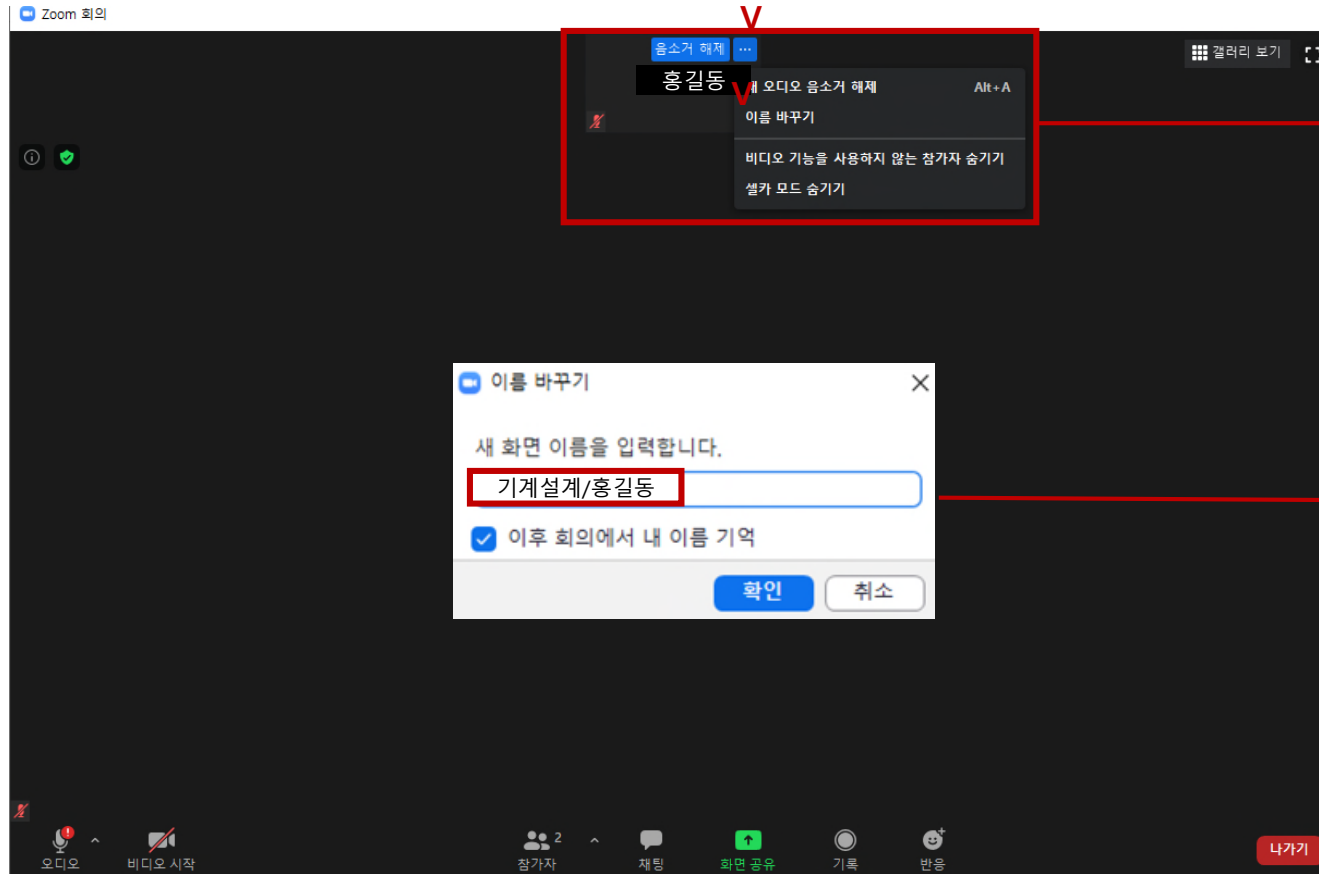 Zoom 회의
V
음소거 해제 ...
홍길동
V
내 오디오 음소거 해제 Alt+A
이름 바꾸기
비디오 기능을 사용하지 않는 참가자 숨기기
셀카 모드 숨기기
갤러리 보기
이름 바꾸기
새 화면 이름을 입력합니다.
기계설계/홍길동
이후 회의에서 내 이름 기억
확인 취소
오디오 비디오 시작 참가자 2 채팅 화면 공유 기록 반응 나가기